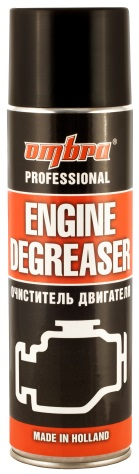 ombra
PROFESSIONAL
ENGINE
DEGREASER
ОЧИСТИТЕЛЬ ДВИГАТЕЛЯ
MADE IN HOLLAND